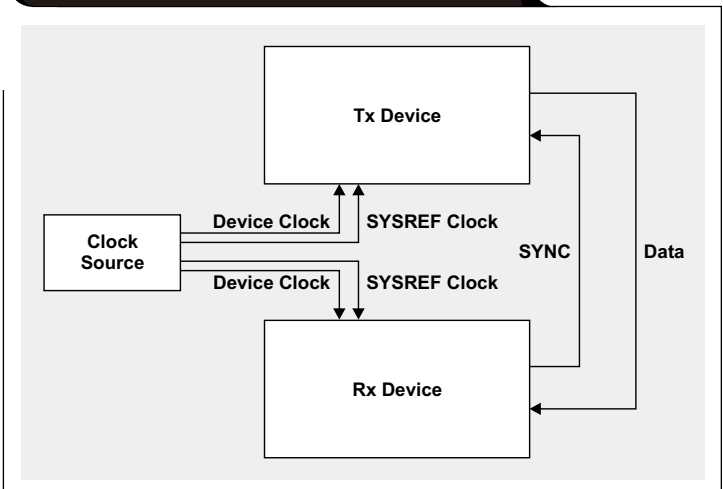 Tx Device
Device Clock
SYSREF Clock
Clock
Source
SYNC
Data
Device Clock
SYSREF Clock
Rx Device